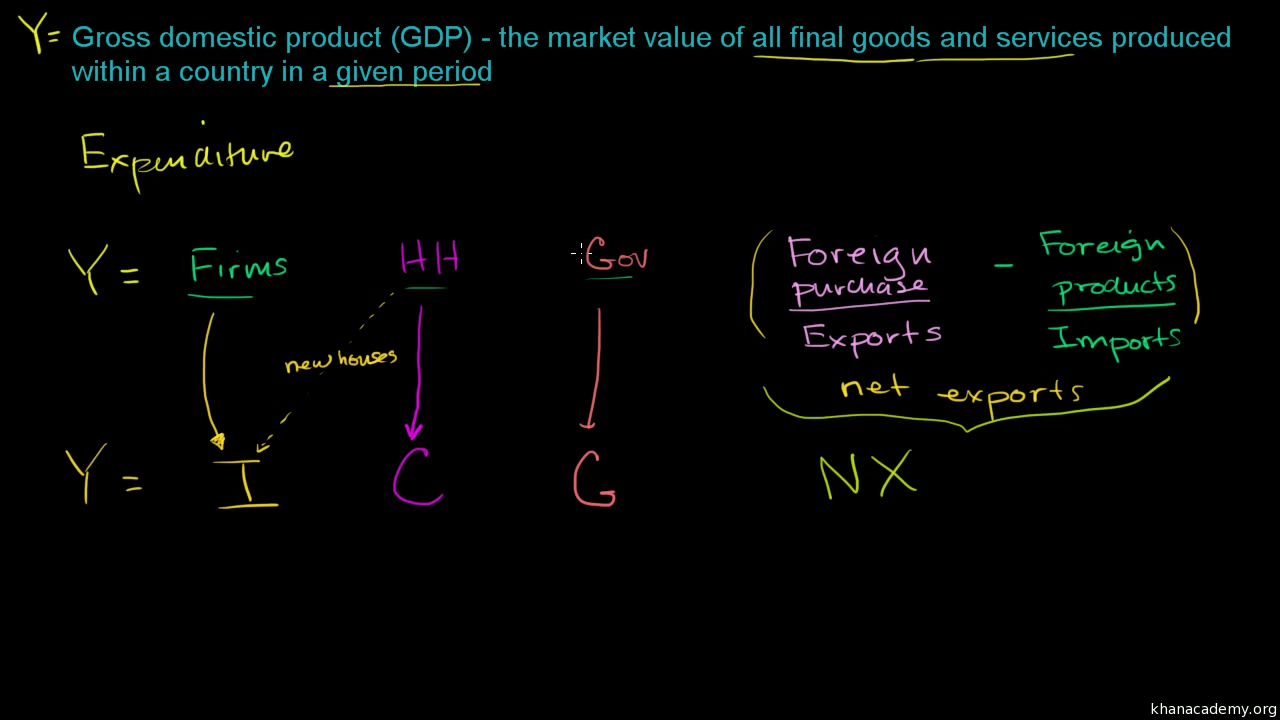 Y= Gross domestic product (GDP) - the market value of all final goods and services produced
within a country in a given period
Expenditure
Y = Firms HH Gov (Foreign purchase Exports - Foreign products Imports)
new houses
net exports
Y = I C G NX
khanacademy.org